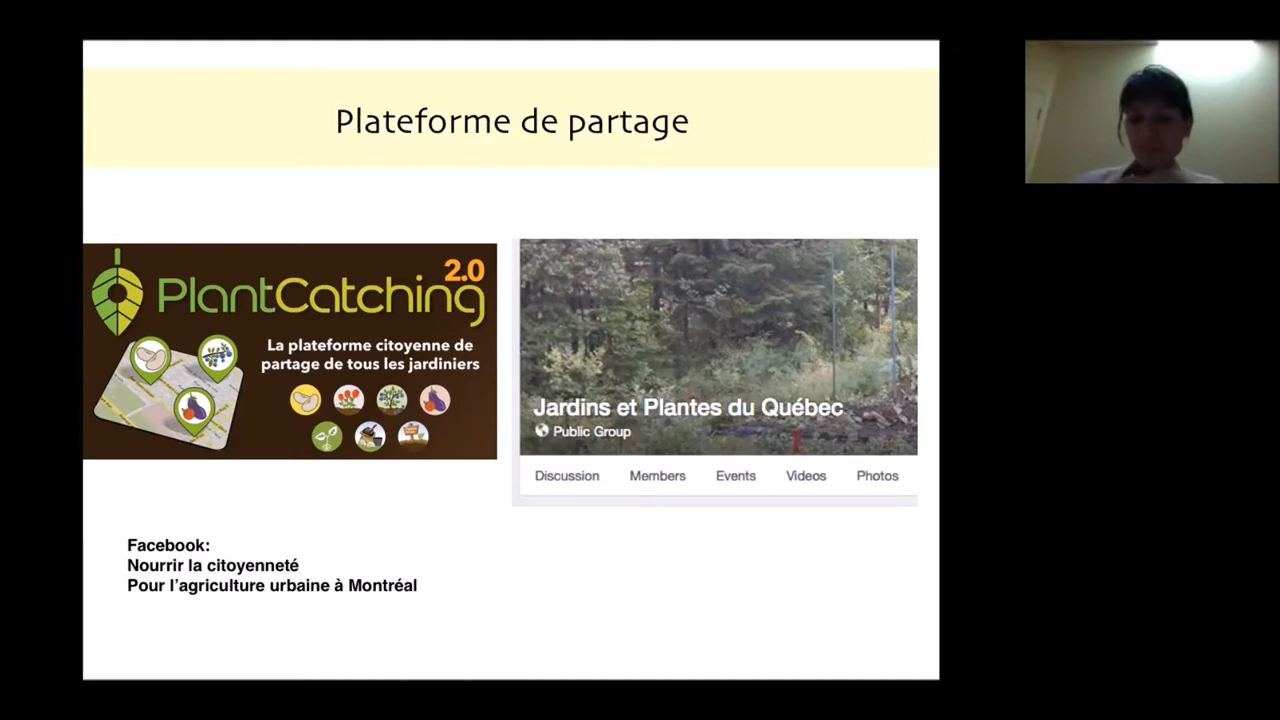 Plateforme de partage
2.0
PlantCatching
La plateforme citoyenne de
partage de tous les jardiniers
Jardins et Plantes du Québec
Public Group
Discussion Members Events Videos Photos
Facebook:
Nourrir la citoyenneté
Pour l'agriculture urbaine à Montréal